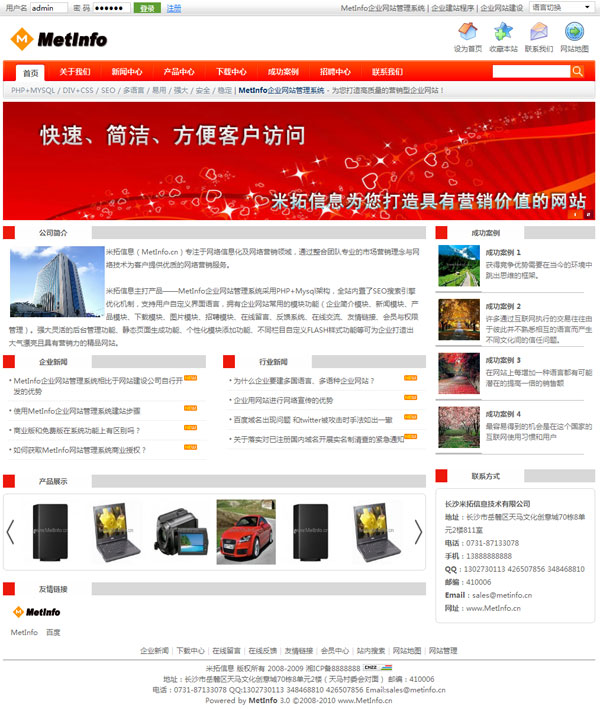 用户名 admin 密 码 ●●●●●● 登录 注册
MetInfo企业网站管理系统 | 企业建站程序 | 企业网站建设 语言切换
MetInfo
设为首页 收藏本站 联系我们 网站地图
首页 关于我们 新闻中心 产品中心 下载中心 成功案例 招聘中心 联系我们
PHP+MYSQL / DIV+CSS / SEO / 多语言 / 易用 / 强大 / 安全 / 稳定 | MetInfo企业网站管理系统 - 为您打造高质量的营销型企业网站！
快速、简洁、方便客户访问
米拓信息为您打造具有营销价值的网站
公司简介
米拓信息（MetInfo.cn）专注于网络信息化及网络营销领域，通过整合团队专业的市场营销理念与网
络技术为客户提供优质的网络营销服务。
米拓信息主打产品——MetInfo企业网站管理系统采用PHP+Mysql架构，全站内置了SEO搜索引擎
优化机制，支持用户自定义界面语言，拥有企业网站常用的模块功能（企业简介模块、新闻模块、产
品模块、下载模块、图片模块、招聘模块、在线留言、反馈系统、在线交流、友情链接、会员与权限
管理）。强大灵活的后台管理功能、静态页面生成功能、个性化模块添加功能、不同栏目自定义FLASH样式功能等可为企业打造出
大气漂亮且具有营销力的精品网站。
成功案例
成功案例 1
获得竞争优势需要在当今的环境中
跳出思维的框架。
成功案例 2
许多通过互联网执行的交易往往由
于彼此并不熟悉相互的语言而产生
不同文化间的信任问题。
成功案例 3
在网站上每增加一种语言都有可能
潜在的提高一倍的销售额
成功案例 4
最容易得到的机会是在这个国家的
互联网使用习惯和用户
企业新闻
MetInfo企业网站管理系统相比于网站建设公司自行开
发的优势
使用MetInfo企业网站管理系统建站步骤
商业版和免费版在系统功能上有区别吗？
如何获取MetInfo网站管理系统商业授权？
行业新闻
为什么企业要建多国语言、多语种企业网站？
企业用网站进行网络宣传的优势
百度域名出现问题 和twitter被攻击时手法如出一辙
关于落实对已注册国内域名开展实名制清查的紧急通知
产品展示
联系方式
长沙米拓信息技术有限公司
地址：长沙市岳麓区天马文化创意域70栋8单
元2楼811室
电话：0731-87133078
手机：13888888888
QQ：1302730113 426507856 348468810
邮编：410006
Email：sales@metinfo.cn
网址：www.MetInfo.cn
友情链接
MetInfo
MetInfo 百度
企业新闻 | 下载中心 | 在线留言 | 在线反馈 | 友情链接 | 会员中心 | 站内搜索 | 网站地图 | 网站管理
米拓信息 版权所有 2008-2009 湘ICP备8888888 CNZZ
地址：长沙市岳麓区天马文化创意域70栋8单元2楼（天马村委会对面） 邮编：410006
电话：0731-87133078 QQ:1302730113 348468810 426507856 Email:sales@metinfo.cn
Powered by MetInfo 3.0 ©2008-2010 www.MetInfo.cn